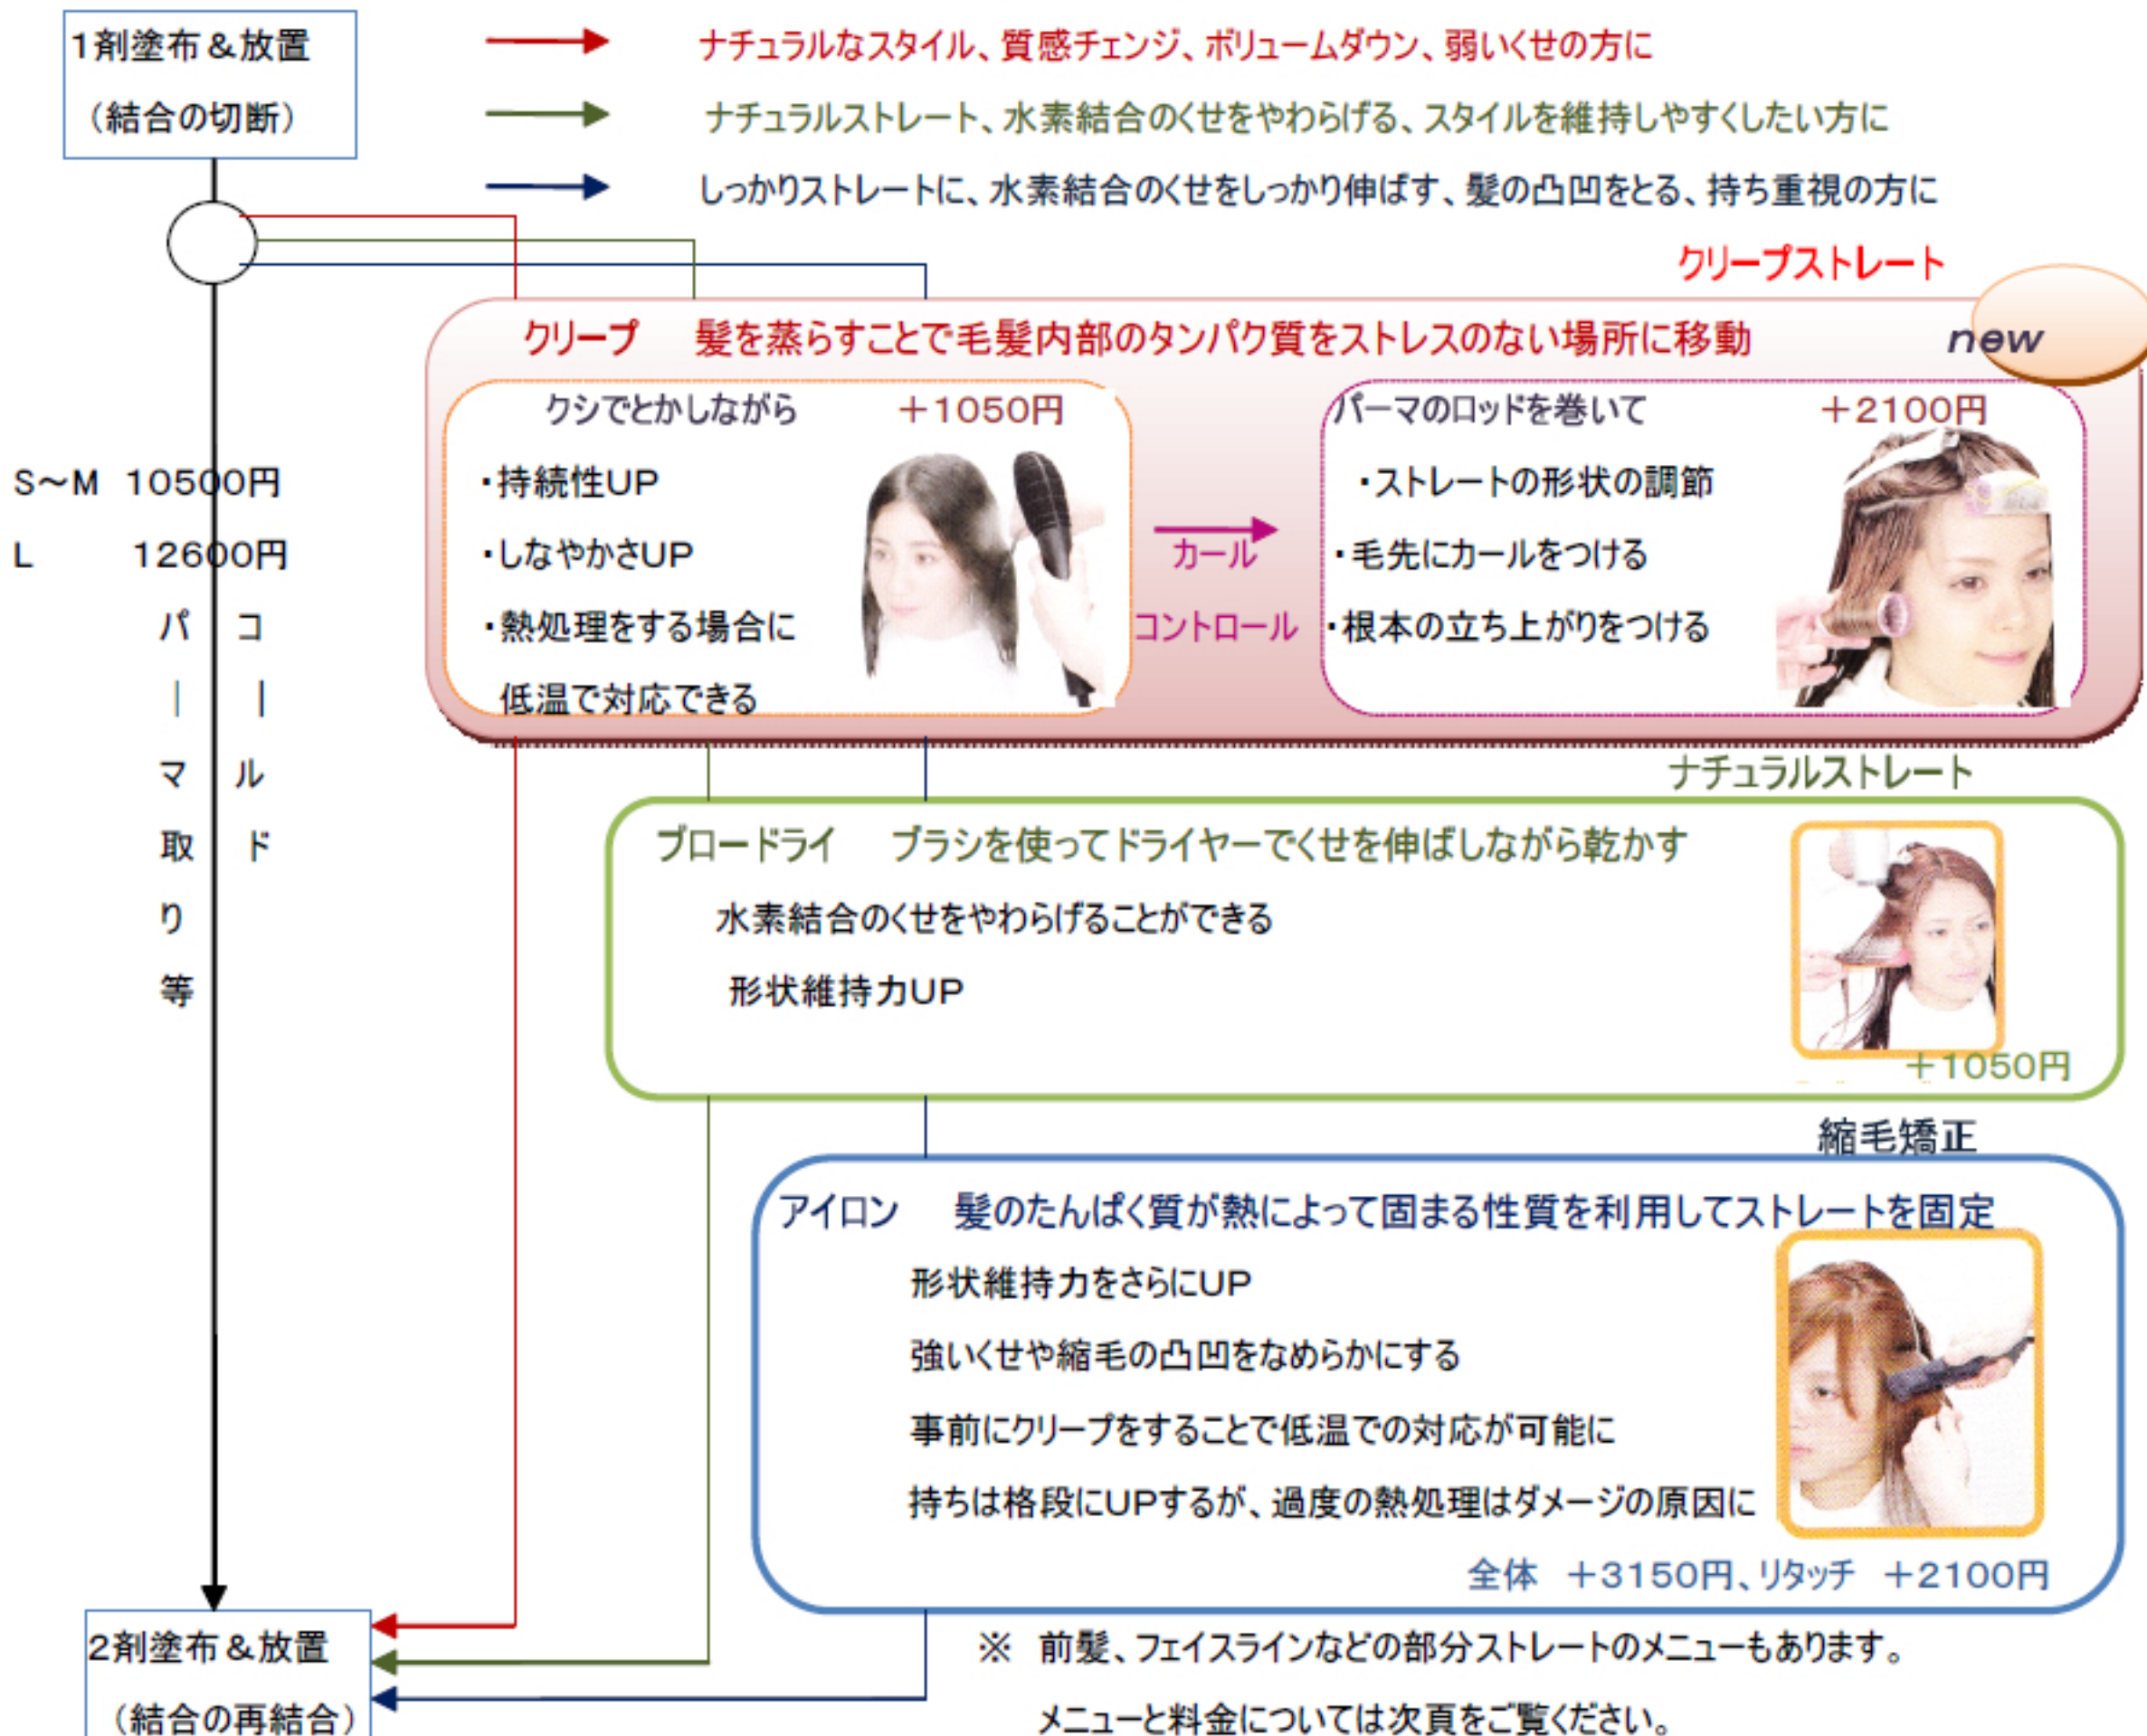 1剤塗布&放置
(結合の切断)
ナチュラルなスタイル、質感チェンジ、ボリュームダウン、弱いくせの方に
ナチュラルストレート、水素結合のくせをやわらげる、スタイルを維持しやすくしたい方に
しっかりストレートに、水素結合のくせをしっかり伸ばす、髪の凸凹をとる、持ち重視の方に
クリープストレート
クリープ 髪を蒸らすことで毛髪内部のタンパク質をストレスのない場所に移動
new
クシでとかしながら +1050円
・持続性UP
・しなやかさUP
・熱処理をする場合に
低温で対応できる
カール
コントロール
パーマのロッドを巻いて +2100円
・ストレートの形状の調節
・毛先にカールをつける
・根本の立ち上がりをつける
S~M 10500円
L 12600円
コールド
パーマ取り等
ナチュラルストレート
ブロードライ ブラシを使ってドライヤーでくせを伸ばしながら乾かす
水素結合のくせをやわらげることができる
形状維持力UP
+1050円
縮毛矯正
アイロン 髪のたんぱく質が熱によって固まる性質を利用してストレートを固定
形状維持力をさらにUP
強いくせや縮毛の凸凹をなめらかにする
事前にクリープをすることで低温での対応が可能に
持ちは格段にUPするが、過度の熱処理はダメージの原因に
全体 +3150円、リタッチ +2100円
2剤塗布&放置
(結合の再結合)
※ 前髪、フェイスラインなどの部分ストレートのメニューもあります。
メニューと料金については次頁をご覧ください。